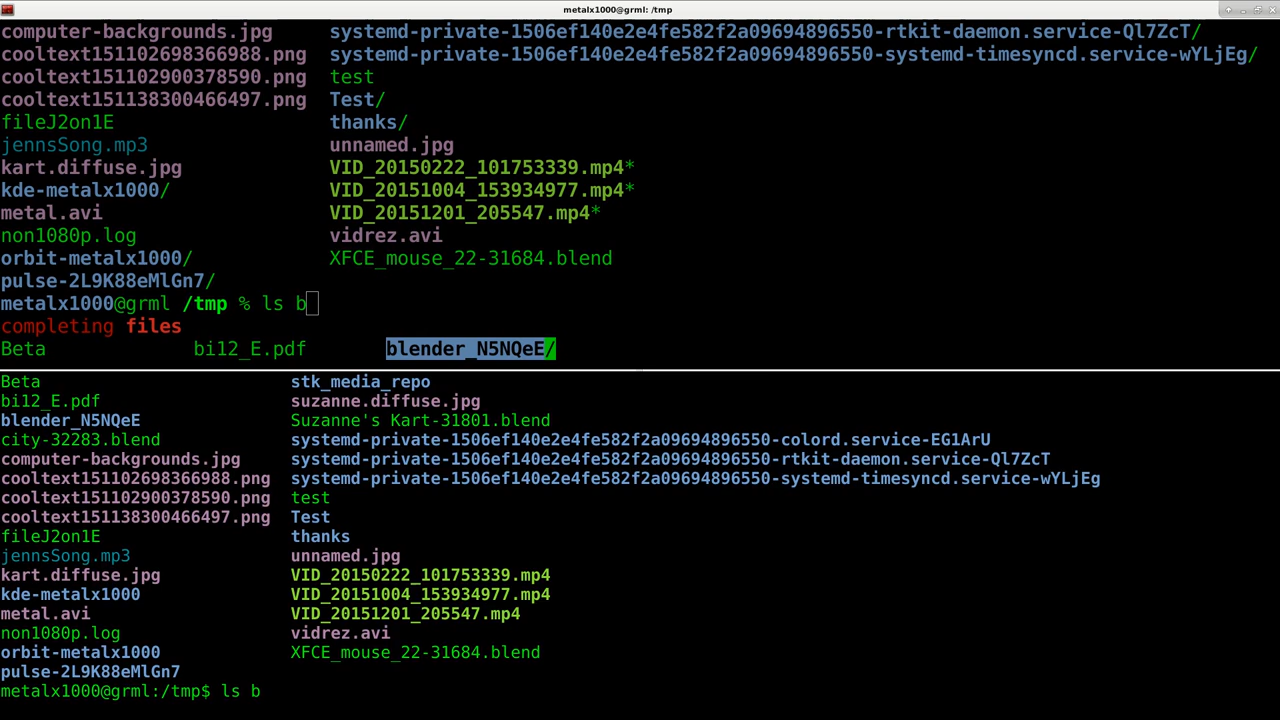 metalx1000@grml: /tmp
computer-backgrounds.jpg systemd-private-1506ef140e2e4fe582f2a09694896550-rtkit-daemon.service-Ql7ZcT/
cooltext151102698366988.png systemd-private-1506ef140e2e4fe582f2a09694896550-systemd-timesyncd.service-wYLjEg/
cooltext151102900378590.png test
cooltext151138300466497.png Test/
fileJ2on1E thanks/
jennsSong.mp3 unnamed.jpg
kart.diffuse.jpg VID_20150222_101753339.mp4*
kde-metalx1000/ VID_20151004_153934977.mp4*
metal.avi VID_20151201_205547.mp4*
non1080p.log vidrez.avi
orbit-metalx1000/ XFCE_mouse_22-31684.blend
pulse-2L9K88eMlGn7/
metalx1000@grml /tmp % ls b
completing files
Beta bi12_E.pdf blender_N5NQeE/
Beta stk_media_repo
bi12_E.pdf suzanne.diffuse.jpg
blender_N5NQeE Suzanne's Kart-31801.blend
city-32283.blend systemd-private-1506ef140e2e4fe582f2a09694896550-colord.service-EG1ArU
computer-backgrounds.jpg systemd-private-1506ef140e2e4fe582f2a09694896550-rtkit-daemon.service-Ql7ZcT
cooltext151102698366988.png systemd-private-1506ef140e2e4fe582f2a09694896550-systemd-timesyncd.service-wYLjEg
cooltext151102900378590.png test
cooltext151138300466497.png Test
fileJ2on1E thanks
jennsSong.mp3 unnamed.jpg
kart.diffuse.jpg VID_20150222_101753339.mp4
kde-metalx1000 VID_20151004_153934977.mp4
metal.avi VID_20151201_205547.mp4
non1080p.log vidrez.avi
orbit-metalx1000 XFCE_mouse_22-31684.blend
pulse-2L9K88eMlGn7
metalx1000@grml:/tmp$ ls b